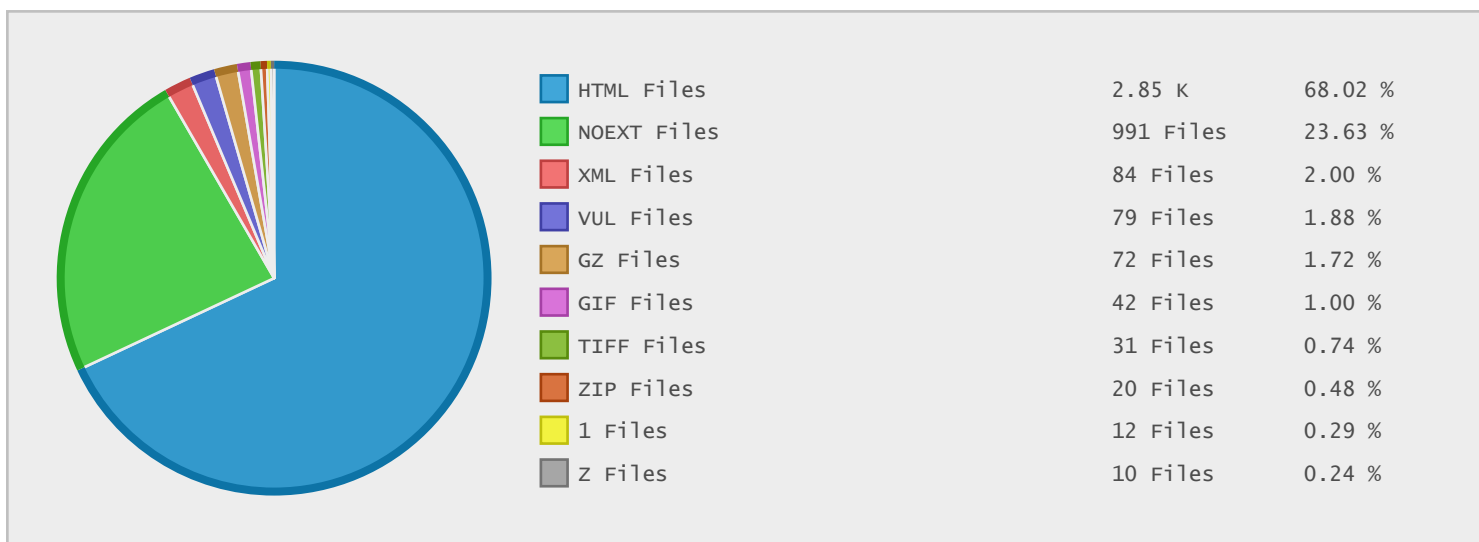 HTML Files 2.85 K 68.02 %
NOEXT Files 991 Files 23.63 %
XML Files 84 Files 2.00 %
VUL Files 79 Files 1.88 %
GZ Files 72 Files 1.72 %
GIF Files 42 Files 1.00 %
TIFF Files 31 Files 0.74 %
ZIP Files 20 Files 0.48 %
1 Files 12 Files 0.29 %
Z Files 10 Files 0.24 %